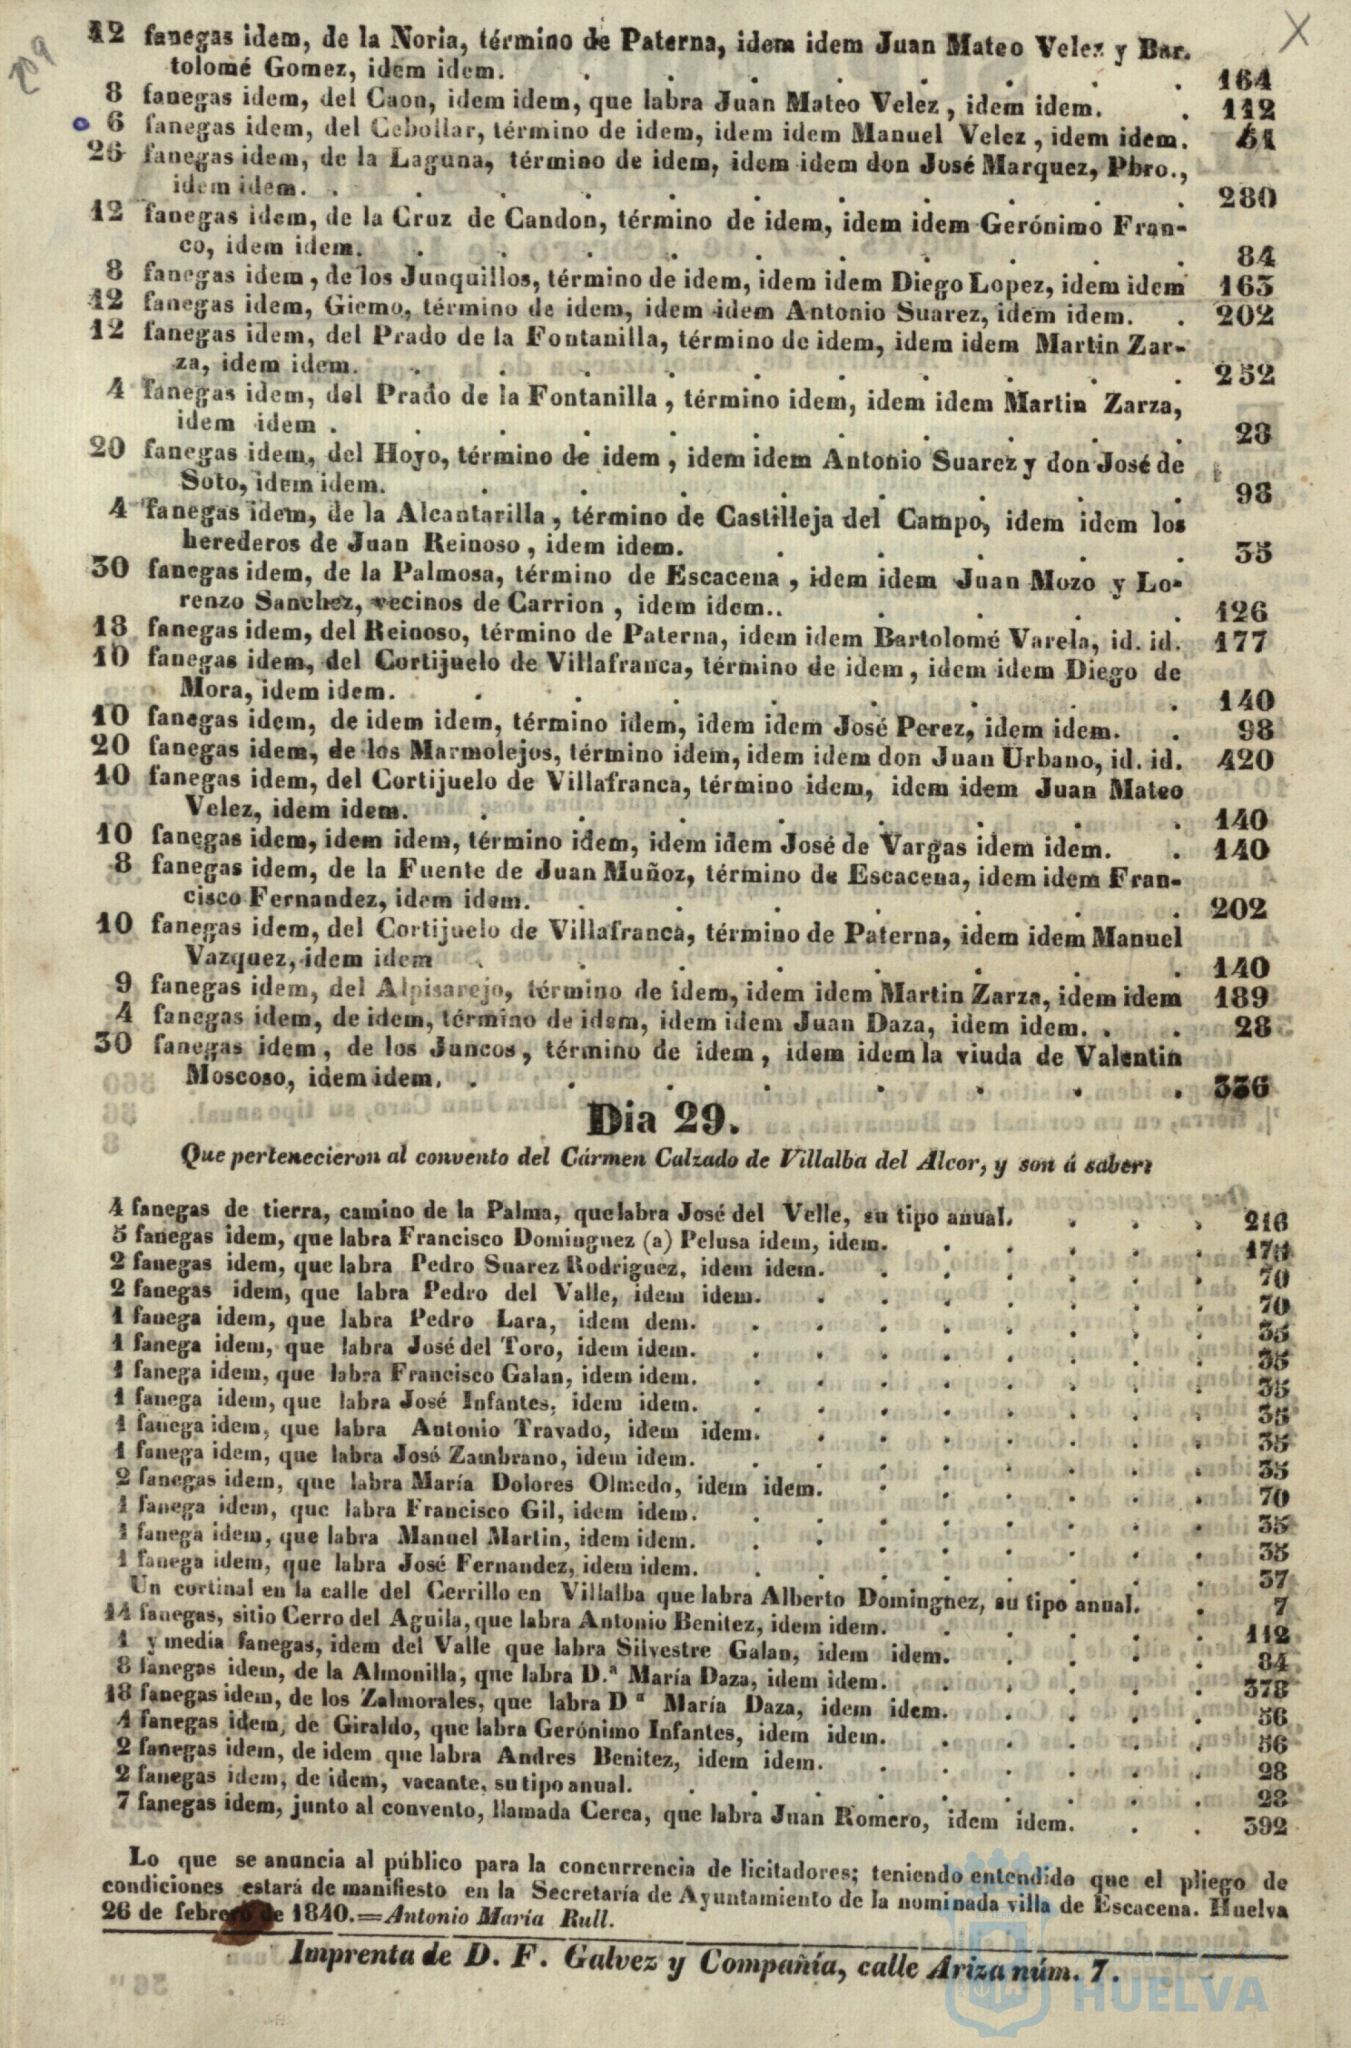 12 fanegas idem, de la Noria, término de Paterna, idem idem Juan Mateo Velez y Bar.
tolomé Gomez, idem idem. . . . . . . . . 164
8 fanegas idem, del Caon, idem idem, que labra Juan Mateo Velez, idem idem. . 112
6 fanegas idem, del Cebollar, término de idem, idem idem Manuel Velez, idem idem. 61
26 fanegas idem, de la Laguna, término de idem, idem idem don José Marquez, Pbro.,
idem idem. . . . . . . . . . . . 280
12 fanegas idem, de la Cruz de Candon, término de idem, idem idem Gerónimo Fran-
co, idem idem. . . . . . . . . . . 84
8 fanegas idem, de los Junquillos, término de idem, idem idem Diego Lopez, idem idem 163
12 fanegas idem, Giemo, término de idem, idem idem Antonio Suarez, idem idem. . 202
12 fanegas idem, del Prado de la Fontanilla, término de idem, idem idem Martin Zar-
za, idem idem. . . . . . . . . . . 252
4 fanegas idem, del Prado de la Fontanilla, término idem, idem idem Martin Zarza,
idem idem . . . . . . . . . . . 28
20 fanegas idem, del Hoyo, término de idem, idem idem Antonio Suarez y don José de
Soto, idem idem. . . . . . . . . . 98
4 fanegas idem, de la Alcantarilla, término de Castilleja del Campo, idem idem los
herederos de Juan Reinoso, idem idem. . . . . . 35
30 fanegas idem, de la Palmosa, término de Escacena, idem idem Juan Mozo y Lo-
renzo Sanchez, vecinos de Carrion, idem idem.. . . . . 126
18 fanegas idem, del Reinoso, término de Paterna, idem idem Bartolomé Varela, id. id. 177
10 fanegas idem, del Cortijuelo de Villafranca, término de idem, idem idem Diego de
Mora, idem idem. . . . . . . . . . 140
10 fanegas idem, de idem idem, término idem, idem idem José Perez, idem idem. . 98
20 fanegas idem, de los Marmolejos, término idem, idem idem don Juan Urbano, id. id. 420
10 fanegas idem, del Cortijuelo de Villafranca, término idem, idem idem Juan Mateo
Velez, idem idem. . . . . . . . . . 140
10 fanegas idem, idem idem, término idem, idem idem José de Vargas idem idem. . 140
8 fanegas idem, de la Fuente de Juan Muñoz, término de Escacena, idem idem Fran-
cisco Fernandez, idem idem. . . . . . . . 202
10 fanegas idem, del Cortijuelo de Villafranca, término de Paterna, idem idem Manuel
Vazquez, idem idem . . . . . . . . . 140
9 fanegas idem, del Alpisarejo, término de idem, idem idem Martin Zarza, idem idem 189
4 fanegas idem, de idem, término de idem, idem idem Juan Daza, idem idem. . . 28
30 fanegas idem, de los Juncos, término de idem, idem idem la viuda de Valentin
Moscoso, idem idem. . . . . . . . . . 336
Dia 29.
Que pertenecieron al convento del Cármen Calzado de Villalba del Alcor, y son á saber:
4 fanegas de tierra, camino de la Palma, que labra José del Velle, su tipo anual. . . . 216
5 fanegas idem, que labra Francisco Dominguez (a) Pelusa idem, idem. . . . . .
2 fanegas idem, que labra Pedro Suarez Rodriguez, idem idem. . . . . . . 70
2 fanegas idem, que labra Pedro del Valle, idem idem. . . . . . . . 70
1 fanega idem, que labra Pedro Lara, idem dem. . . . . . . . . 35
1 fanega idem, que labra José del Toro, idem idem. . . . . . . . . 35
1 fanega idem, que labra Francisco Galan, idem idem. . . . . . . . . 35
1 fanega idem, que labra José Infantes, idem idem. . . . . . . . . 35
1 fanega idem, que labra Antonio Travado, idem idem. . . . . . . . 35
1 fanega idem, que labra José Zambrano, idem idem. . . . . . . . . 35
2 fanegas idem, que labra María Dolores Olmedo, idem idem. . . . . . . 70
1 fanega idem, que labra Francisco Gil, idem idem. . . . . . . . . 35
1 fanega idem, que labra Manuel Martin, idem idem. . . . . . . . . 35
1 fanega idem, que labra José Fernandez, idem idem. . . . . . . . . 37
Un cortinal en la calle del Cerrillo en Villalba que labra Alberto Dominguez, su tipo anual. . 7
14 fanegas, sitio Cerro del Aguila, que labra Antonio Benitez, idem idem. . . . . . 112
1 y media fanegas, idem del Valle que labra Silvestre Galan, idem idem. . . . . 84
8 fanegas idem, de la Almonilla, que labra D.ª María Daza, idem idem. . . . . . 378
18 fanegas idem, de los Zalmorales, que labra Dª María Daza, idem idem. . . . . 56
4 fanegas idem, de Giraldo, que labra Gerónimo Infantes, idem idem. . . . . . 56
2 fanegas idem, de idem que labra Andres Benitez, idem idem. . . . . . . 28
2 fanegas idem, de idem, vacante, su tipo anual. . . . . . . . . . 28
7 fanegas idem, junto al convento, llamada Cerca, que labra Juan Romero, idem idem. . . 392
Lo que se anuncia al público para la concurrencia de licitadores; teniendo entendido que el pliego de
condiciones estará de manifiesto en la Secretaría de Ayuntamiento de la nominada villa de Escacena. Huelva
26 de febrero de 1840.=Antonio María Rull.
Imprenta de D. F. Galvez y Compañía, calle Ariza núm. 7.
HUELVA